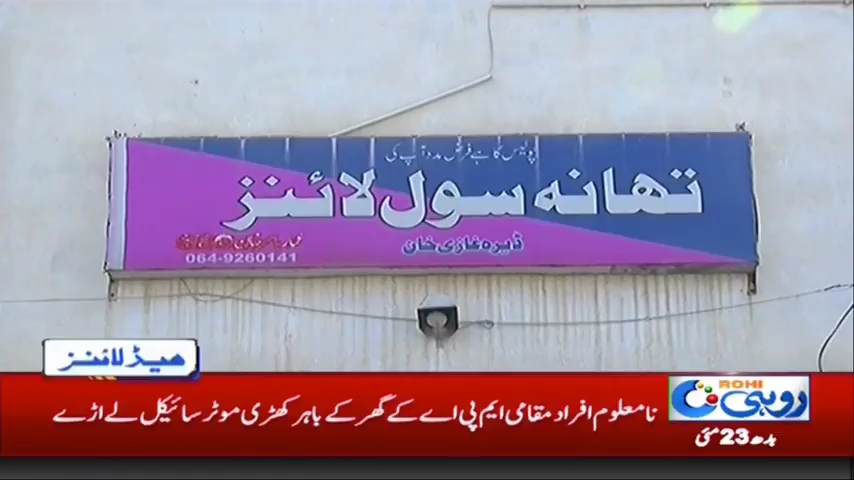 پولیس کا ہے فرض مدد آپ کی
تھانہ سول لائنز
ڈیرہ غازی خان
064-9260141
ھیڈلائنز
نامعلوم افراد مقامی ایم پی اے کے گھر کے باہر کھڑی موٹر سائیکل لے اڑے
ROHI
روہی
بدھ 23 مئی